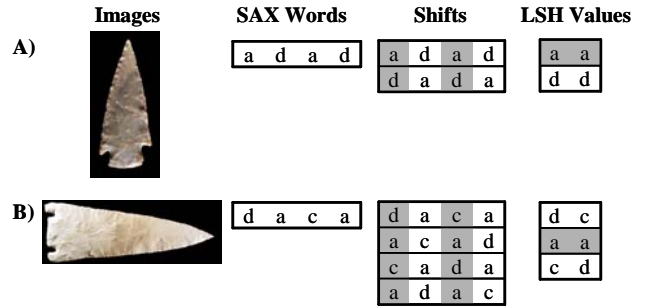 Images SAX Words Shifts LSH Values
A) a d a d a d a d a a
d a d a d d
B) d a c a d a c a d c
a c a d a a
c a d a c d
a d a c